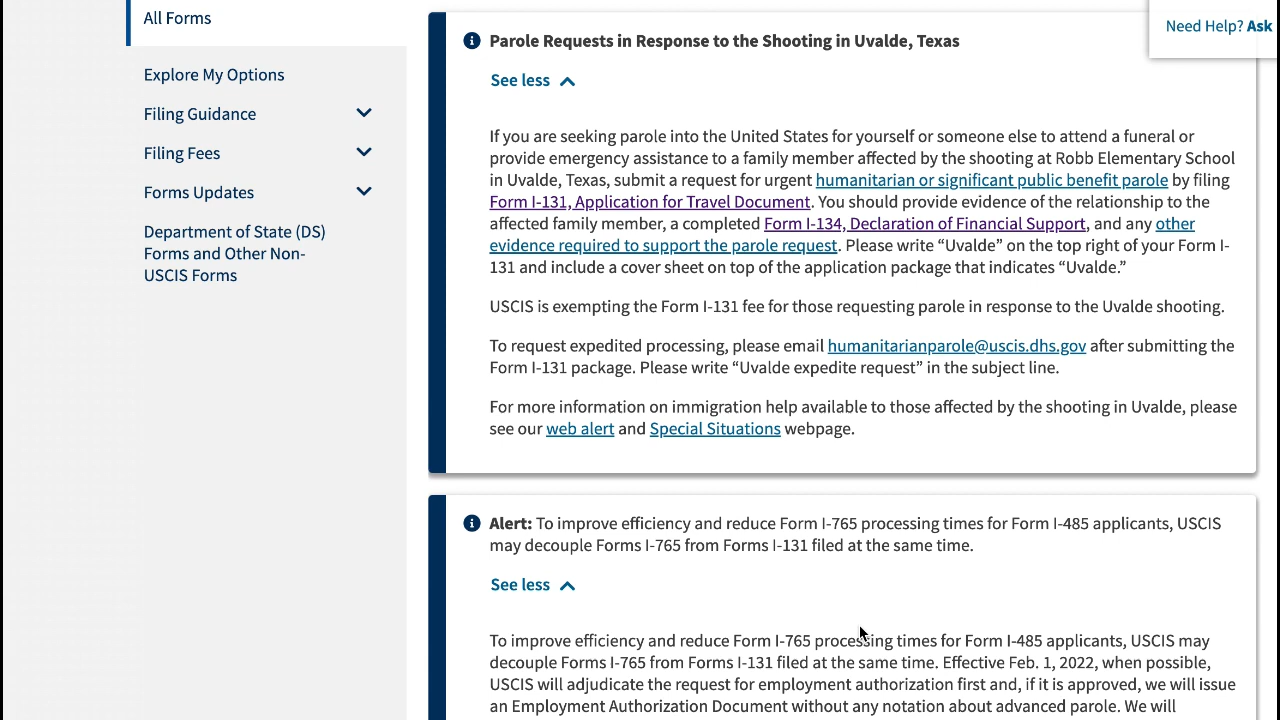 All Forms
Explore My Options
Filing Guidance
Filing Fees
Forms Updates
Department of State (DS)
Forms and Other Non-
USCIS Forms
Need Help? Ask
Parole Requests in Response to the Shooting in Uvalde, Texas
See less
If you are seeking parole into the United States for yourself or someone else to attend a funeral or
provide emergency assistance to a family member affected by the shooting at Robb Elementary School
in Uvalde, Texas, submit a request for urgent humanitarian or significant public benefit parole by filing
Form I-131, Application for Travel Document. You should provide evidence of the relationship to the
affected family member, a completed Form I-134, Declaration of Financial Support, and any other
evidence required to support the parole request. Please write “Uvalde” on the top right of your Form I-
131 and include a cover sheet on top of the application package that indicates “Uvalde.”
USCIS is exempting the Form I-131 fee for those requesting parole in response to the Uvalde shooting.
To request expedited processing, please email humanitarianparole@uscis.dhs.gov after submitting the
Form I-131 package. Please write “Uvalde expedite request” in the subject line.
For more information on immigration help available to those affected by the shooting in Uvalde, please
see our web alert and Special Situations webpage.
Alert: To improve efficiency and reduce Form I-765 processing times for Form I-485 applicants, USCIS
may decouple Forms I-765 from Forms I-131 filed at the same time.
See less
To improve efficiency and reduce Form I-765 processing times for Form I-485 applicants, USCIS may
decouple Forms I-765 from Forms I-131 filed at the same time. Effective Feb. 1, 2022, when possible,
USCIS will adjudicate the request for employment authorization first and, if it is approved, we will issue
an Employment Authorization Document without any notation about advanced parole. We will